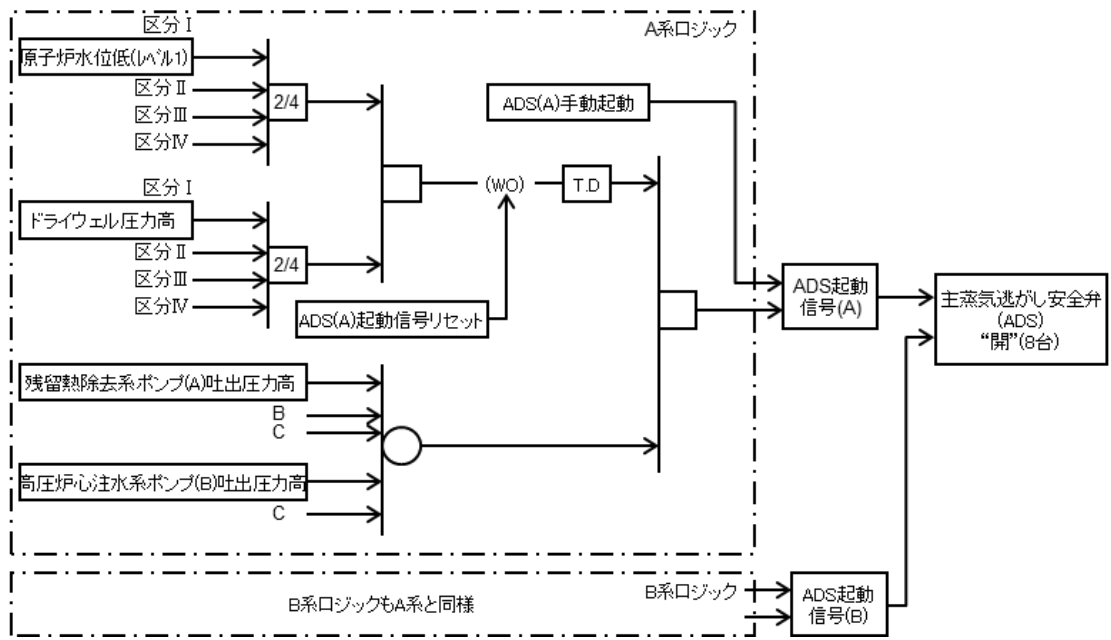 区分Ⅰ
原子炉水位低(レベル1)
区分Ⅱ
区分Ⅲ
区分Ⅳ
2/4
区分Ⅰ
ドライウェル圧力高
区分Ⅱ
区分Ⅲ
区分Ⅳ
2/4
A系ロジック
ADS(A)手動起動
(WO)
T.D
ADS(A)起動信号リセット
残留熱除去系ポンプ(A)吐出圧力高
B
C
高圧炉心注水系ポンプ(B)吐出圧力高
C
ADS起動
信号(A)
主蒸気逃がし安全弁
(ADS)
“開”(8台)
B系ロジック
B系ロジックもA系と同様
ADS起動
信号(B)